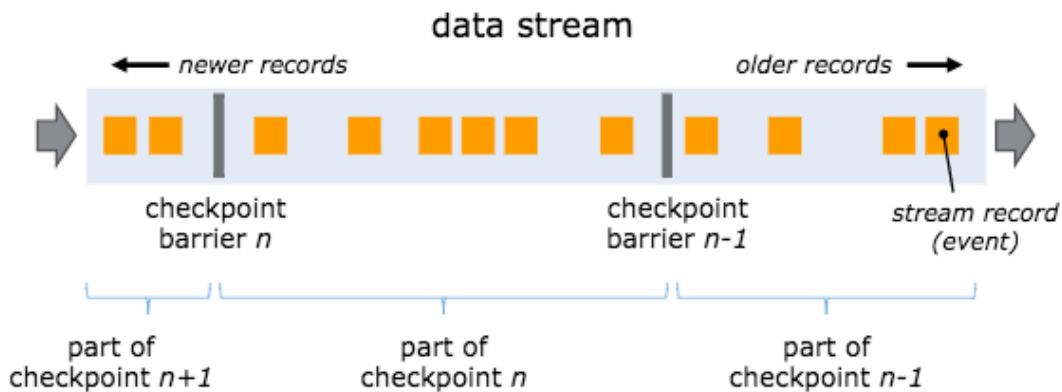 data stream
newer records
older records
checkpoint
barrier n
checkpoint
barrier n-1
stream record
(event)
part of
checkpoint n+1
part of
checkpoint n
part of
checkpoint n-1